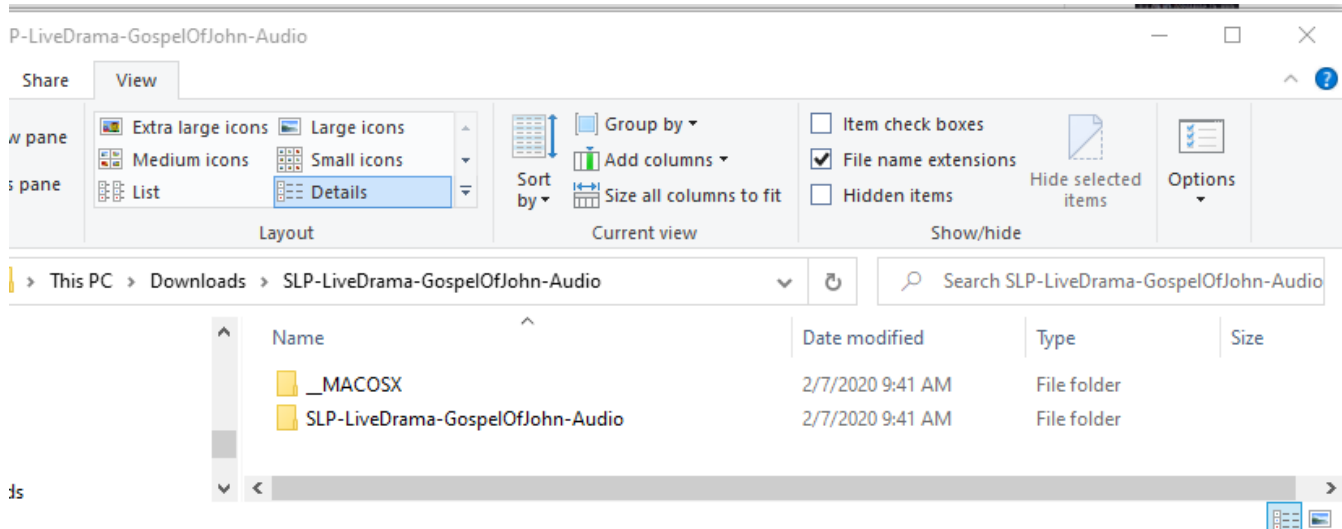 P-LiveDrama-GospelOfJohn-Audio
Share View
w pane
s pane
Extra large icons Large icons
Medium icons Small icons
List Details
Layout
Sort by
Group by
Add columns
Size all columns to fit
Current view
Item check boxes
File name extensions
Hidden items
Hide selected items
Show/hide
Options
> This PC > Downloads > SLP-LiveDrama-GospelOfJohn-Audio
Search SLP-LiveDrama-GospelOfJohn-Audio
Name Date modified Type Size
__MACOSX 2/7/2020 9:41 AM File folder
SLP-LiveDrama-GospelOfJohn-Audio 2/7/2020 9:41 AM File folder
ds